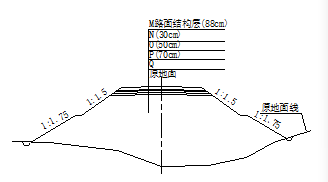 M路面结构层(88cm)
N(30cm)
O(50cm)
P(70cm)
Q
原地面
1:1.5
1:1.5
1:1.75
1:1.75
原地面线